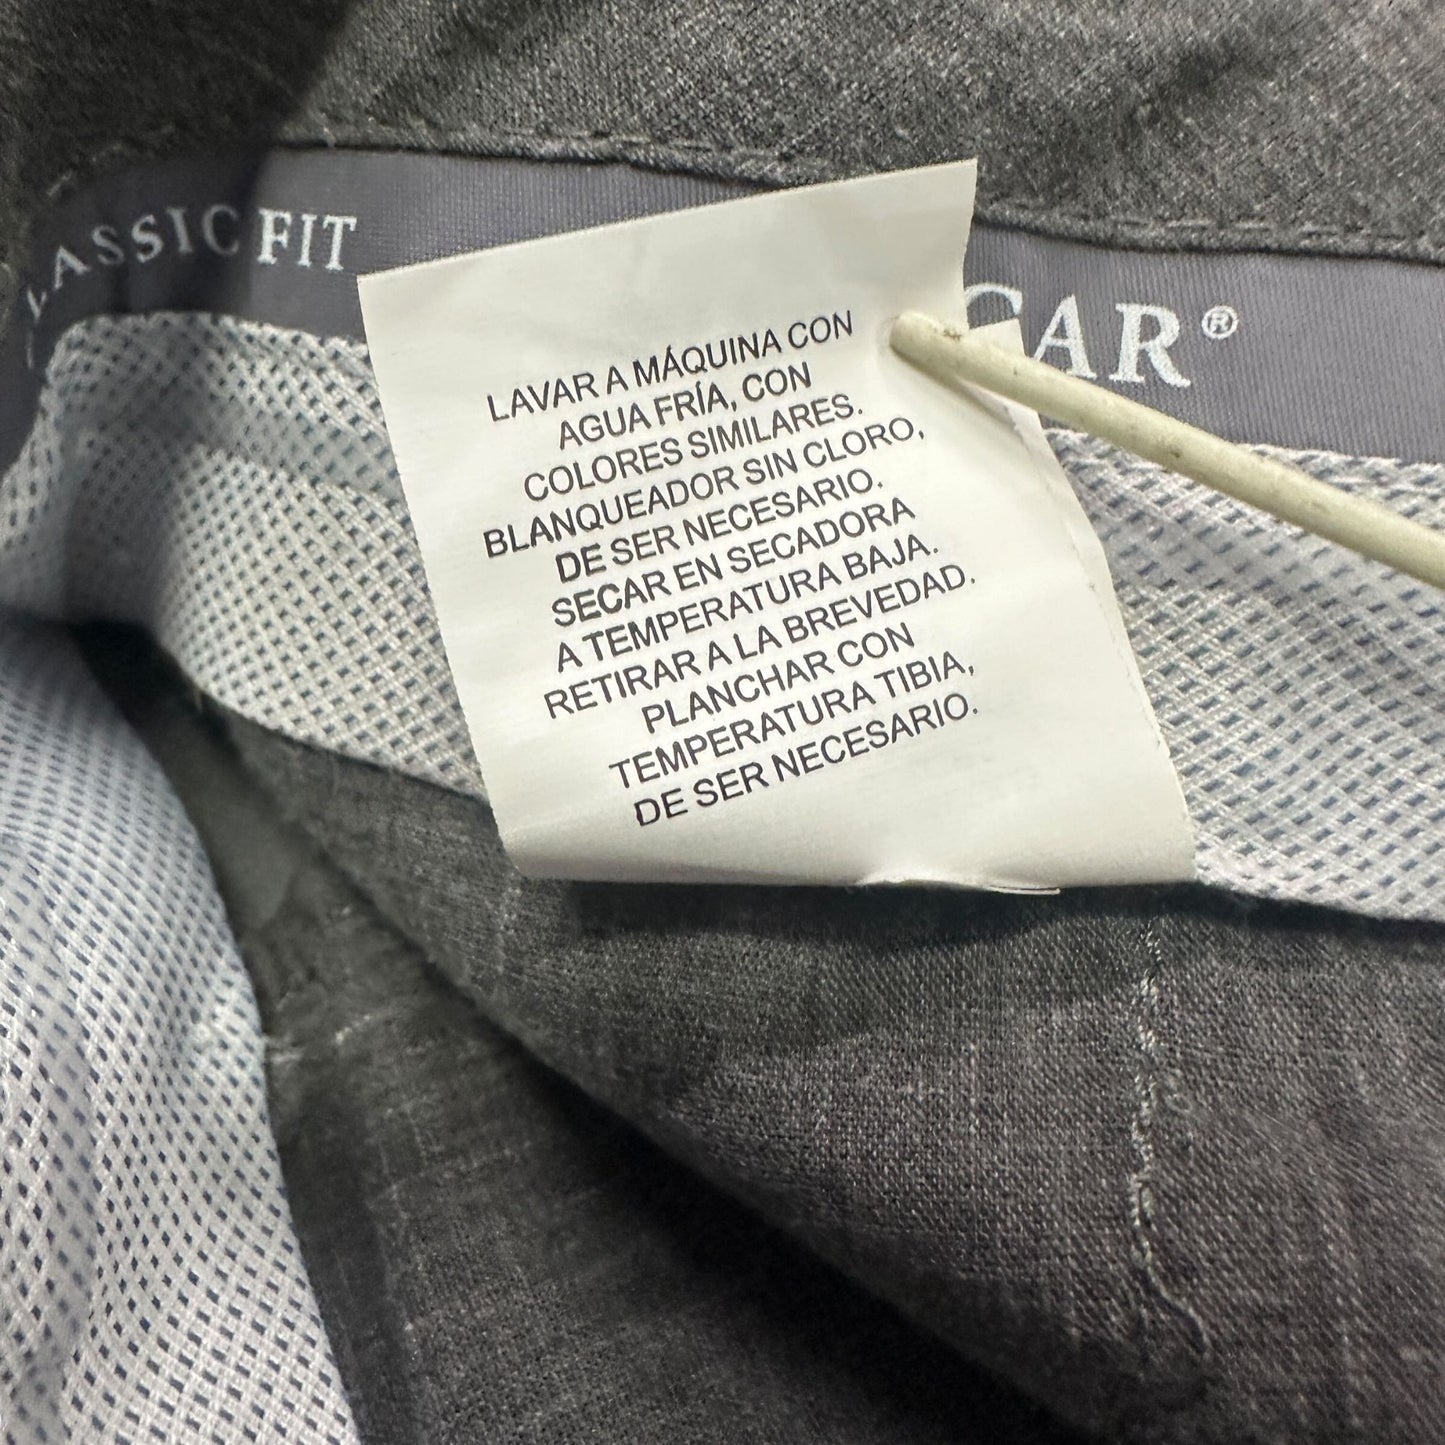 CLASSIC FIT
GAR®
LAVAR A MÁQUINA CON
AGUA FRÍA, CON
COLORES SIMILARES.
BLANQUEADOR SIN CLORO,
DE SER NECESARIO.
SECAR EN SECADORA
A TEMPERATURA BAJA.
RETIRAR A LA BREVEDAD.
PLANCHAR CON
TEMPERATURA TIBIA,
DE SER NECESARIO.